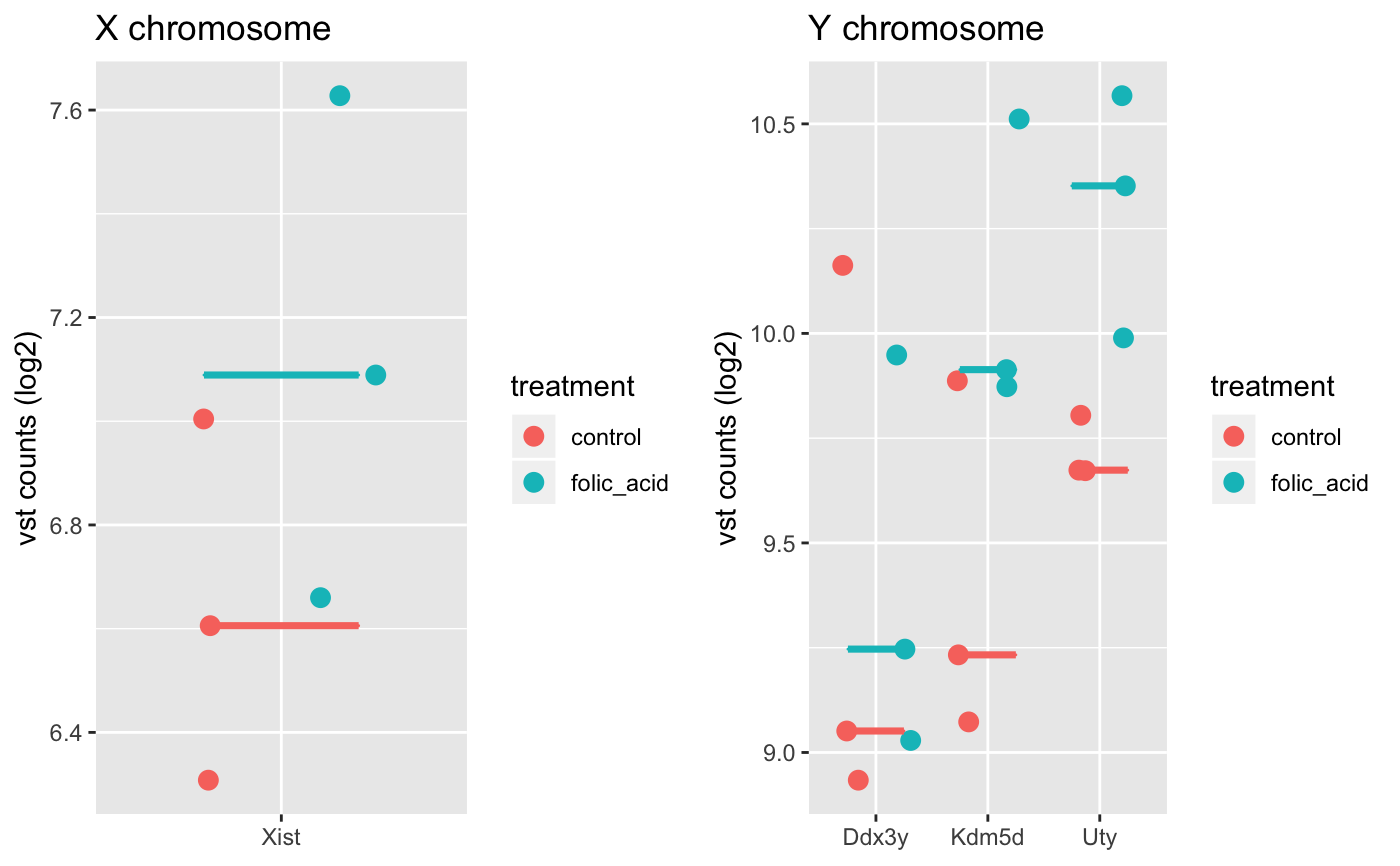 X chromosome
vst counts (log2)
7.6
7.2
6.8
6.4
Xist
treatment
control
folic_acid
Y chromosome
vst counts (log2)
10.5
10.0
9.5
9.0
Ddx3y Kdm5d Uty
treatment
control
folic_acid